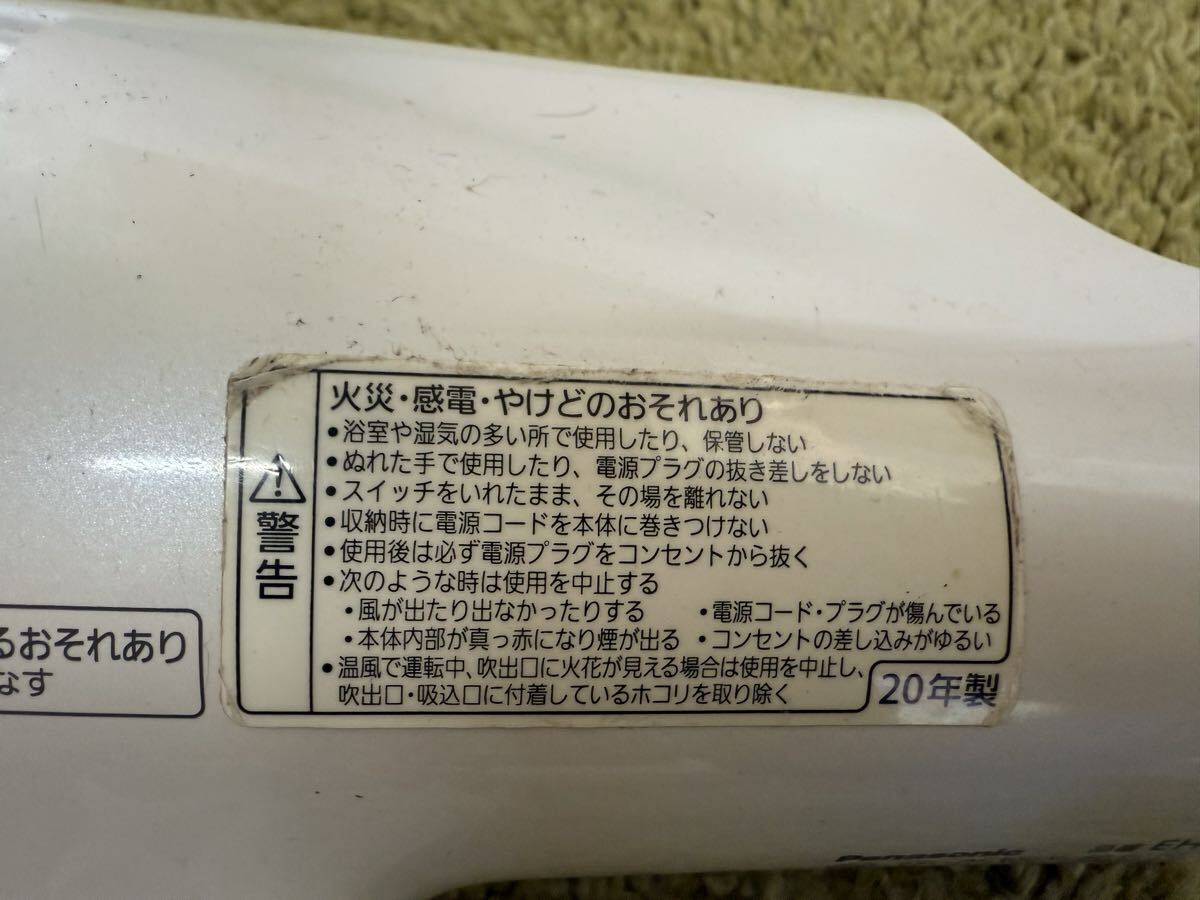 火災・感電・やけどのおそれあり
•浴室や湿気の多い所で使用したり、保管しない
•ぬれた手で使用したり、電源プラグの抜き差しをしない
•スイッチをいれたまま、その場を離れない
•収納時に電源コードを本体に巻きつけない
警告
•使用後は必ず電源プラグをコンセントから抜く
•次のような時は使用を中止する
・風が出たり出なかったりする ・電源コード・プラグが傷んでいる
・本体内部が真っ赤になり煙が出る ・コンセントの差し込みがゆるい
•温風で運転中、吹出口に火花が見える場合は使用を中止し、
吹出口・吸込口に付着しているホコリを取り除く
20年製
るおそれあり
なす
Panasonic